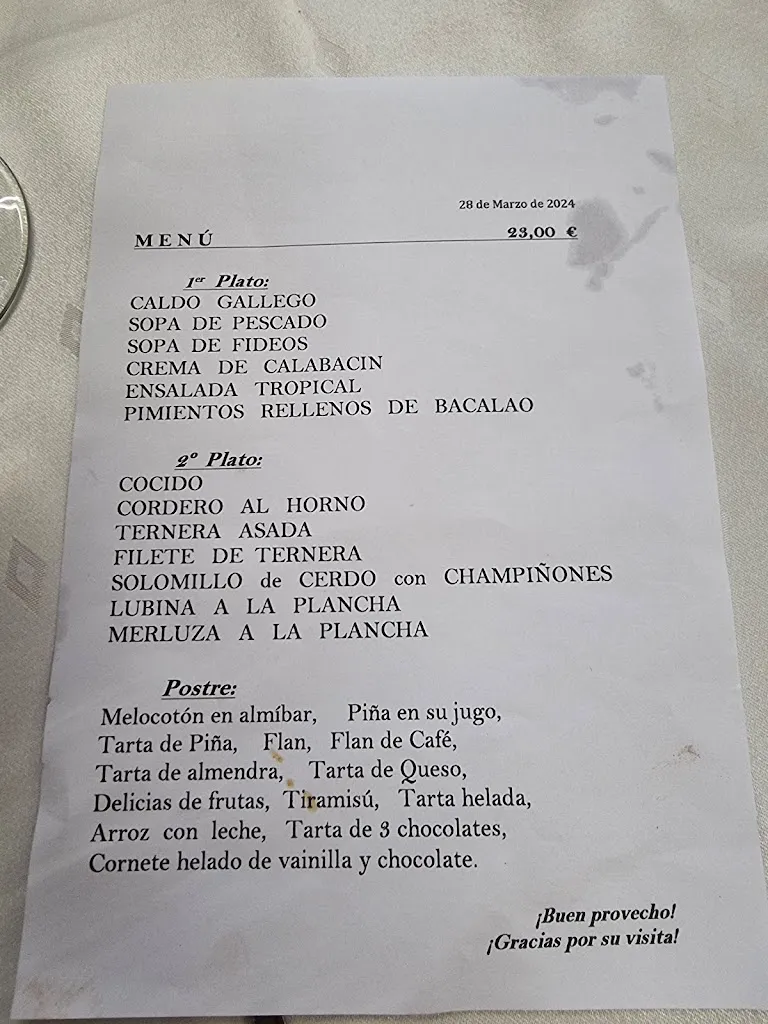 28 de Marzo de 2024
MENÚ 23,00 €
1er Plato:
CALDO GALLEGO
SOPA DE PESCADO
SOPA DE FIDEOS
CREMA DE CALABACIN
ENSALADA TROPICAL
PIMIENTOS RELLENOS DE BACALAO
2º Plato:
COCIDO
CORDERO AL HORNO
TERNERA ASADA
FILETE DE TERNERA
SOLOMILLO de CERDO con CHAMPIÑONES
LUBINA A LA PLANCHA
MERLUZA A LA PLANCHA
Postre:
Melocotón en almíbar, Piña en su jugo,
Tarta de Piña, Flan, Flan de Café,
Tarta de almendra, Tarta de Queso,
Delicias de frutas, Tiramisú, Tarta helada,
Arroz con leche, Tarta de 3 chocolates,
Cornete helado de vainilla y chocolate.
¡Buen provecho!
¡Gracias por su visita!